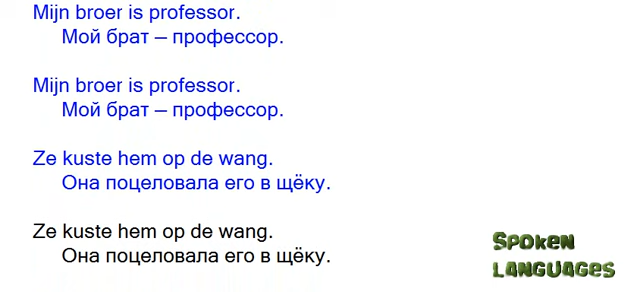 Mijn broer is professor.
Мой брат — профессор.
Mijn broer is professor.
Мой брат — профессор.
Ze kuste hem op de wang.
Она поцеловала его в щёку.
Ze kuste hem op de wang.
Она поцеловала его в щёку.
Spoken
Languages